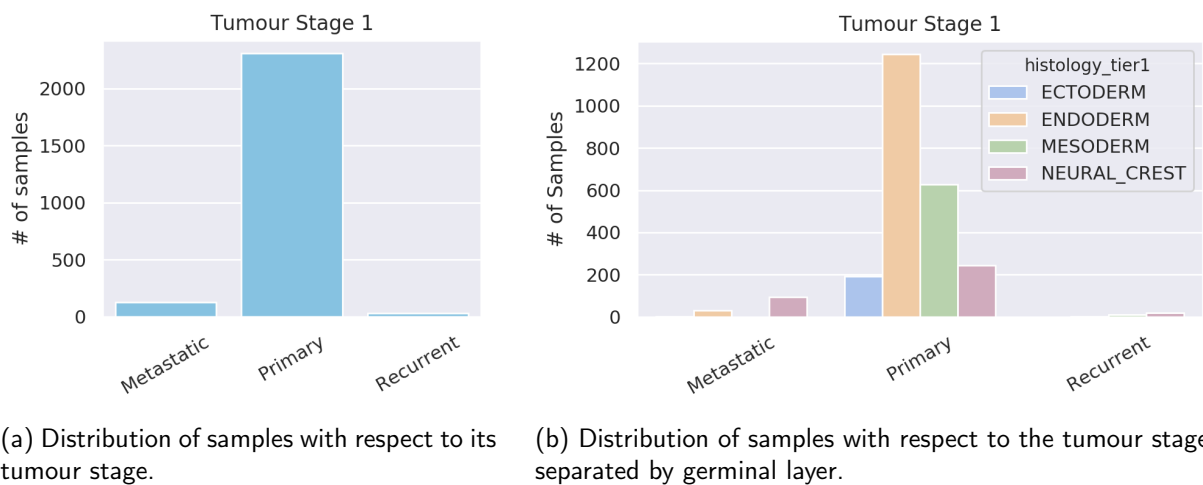 Tumour Stage 1
# of samples
2000
1500
1000
500
0
Metastatic
Primary
Recurrent
Tumour Stage 1
# of Samples
1200
1000
800
600
400
200
0
histology_tier1
ECTODERM
ENDODERM
MESODERM
NEURAL_CREST
Metastatic
Primary
Recurrent
(a) Distribution of samples with respect to its
tumour stage.
(b) Distribution of samples with respect to the tumour stage
separated by germinal layer.